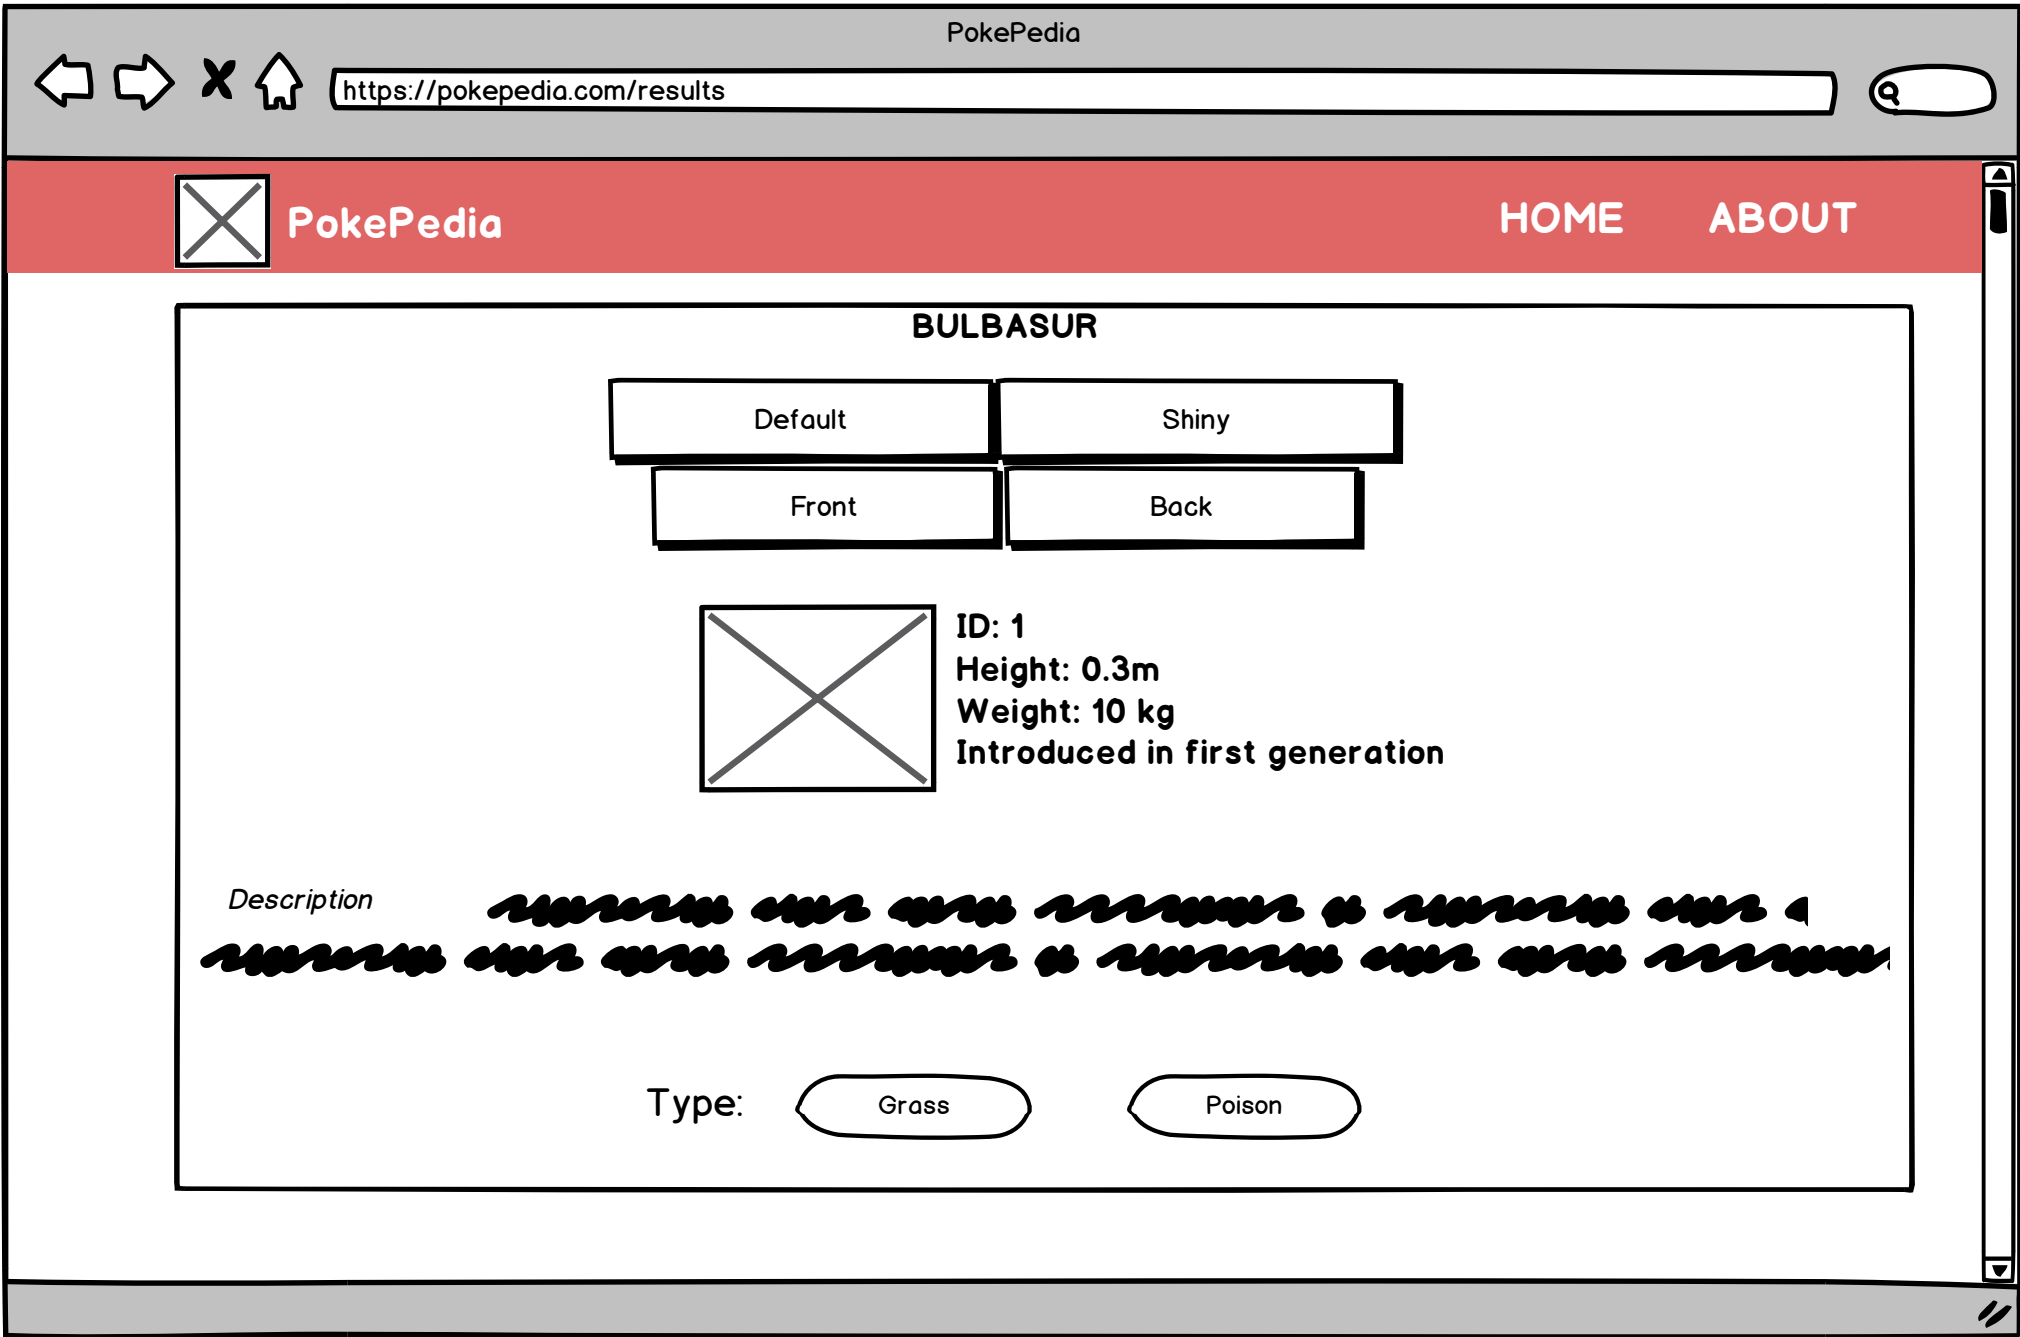 PokePedia
https://pokepedia.com/results
PokePedia
HOME ABOUT
BULBASUR
Default Shiny
Front Back
ID: 1
Height: 0.3m
Weight: 10 kg
Introduced in first generation
Description
Type: Grass Poison